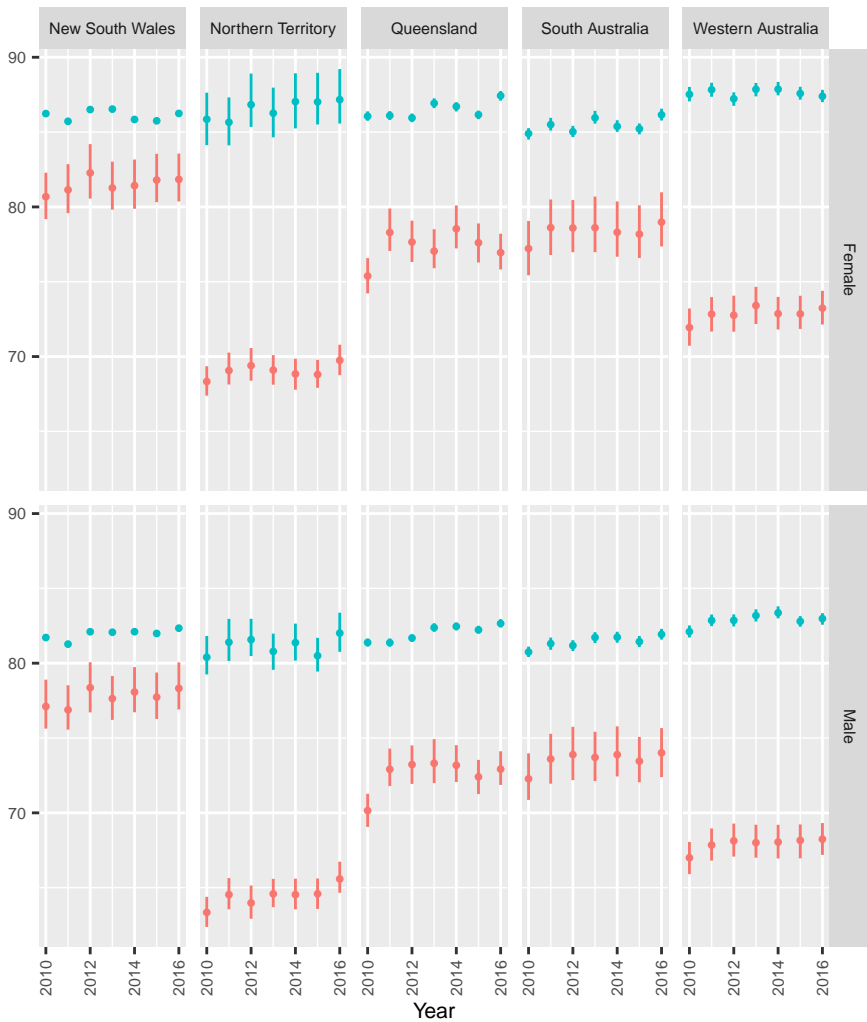 New South Wales Northern Territory Queensland South Australia Western Australia
90
80
70
Female
90
80
70
Male
2010 2012 2014 2016 2010 2012 2014 2016 2010 2012 2014 2016 2010 2012 2014 2016 2010 2012 2014 2016
Year